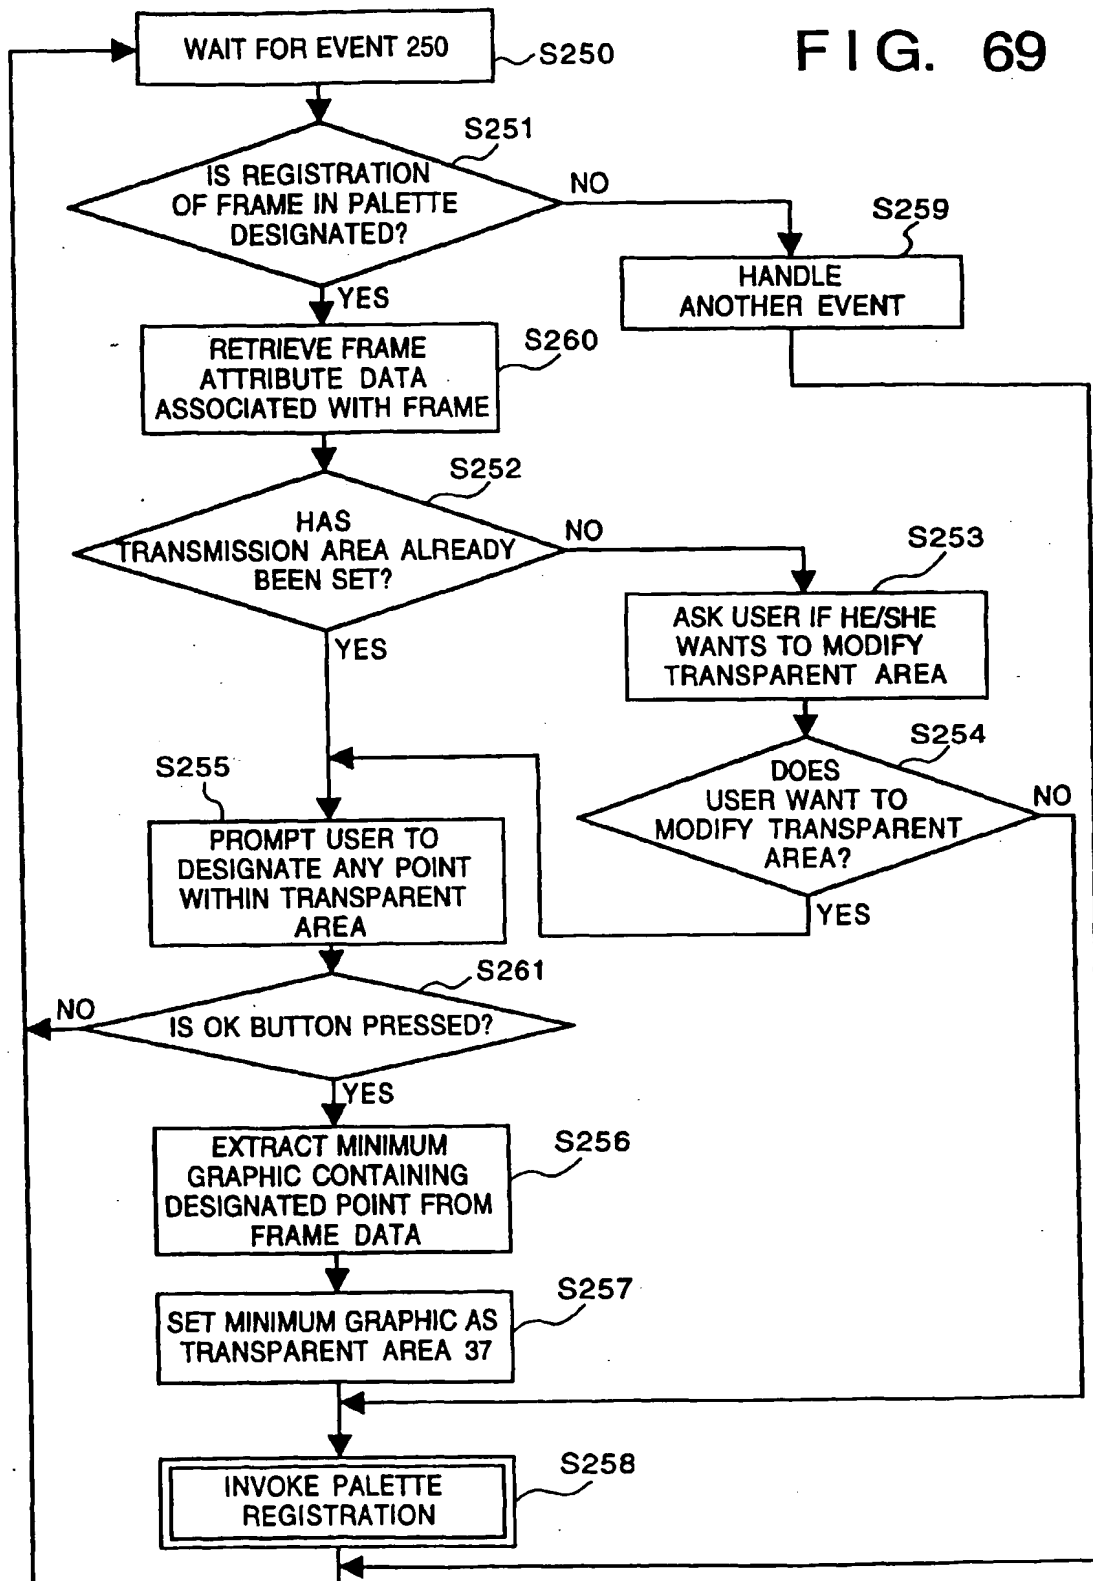 FIG. 69
WAIT FOR EVENT 250
S250
S251
IS REGISTRATION
OF FRAME IN PALETTE
DESIGNATED?
NO
YES
S259
HANDLE
ANOTHER EVENT
S260
RETRIEVE FRAME
ATTRIBUTE DATA
ASSOCIATED WITH FRAME
S252
HAS
TRANSMISSION AREA ALREADY
BEEN SET?
NO
YES
S253
ASK USER IF HE/SHE
WANTS TO MODIFY
TRANSPARENT AREA
S254
DOES
USER WANT TO
MODIFY TRANSPARENT
AREA?
NO
YES
S255
PROMPT USER TO
DESIGNATE ANY POINT
WITHIN TRANSPARENT
AREA
S261
IS OK BUTTON PRESSED?
NO
YES
S256
EXTRACT MINIMUM
GRAPHIC CONTAINING
DESIGNATED POINT FROM
FRAME DATA
S257
SET MINIMUM GRAPHIC AS
TRANSPARENT AREA 37
S258
INVOKE PALETTE
REGISTRATION